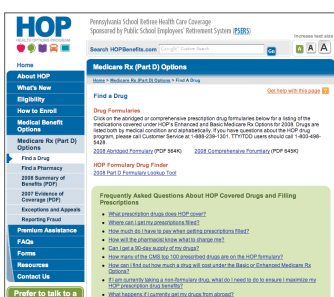 HOP
HEALTH OPTIONS PROGRAM
Pennsylvania School Retiree Health Care Coverage
Sponsored by Public School Employees' Retirement System (PSERS)
Increase text size
Search HOPBenefits.com
Google Custom Search
Go
A A A
Home
About HOP
What's New
Eligibility
How to Enroll
Medical Benefit
Options
Medicare Rx (Part D)
Options
Find a Drug
Find a Pharmacy
2008 Summary of
Benefits (PDF)
2007 Evidence of
Coverage (PDF)
Exceptions and Appeals
Reporting Fraud
Premium Assistance
FAQs
Forms
Resources
Contact Us
Prefer to talk to a
Medicare Rx (Part D) Options
Home > Medicare Rx (Part D) Options > Find A Drug
Get help with this page ?
Find a Drug
Drug Formularies
Click on the abridged or comprehensive prescription drug formularies below for a listing of the
medications covered under HOP's Enhanced and Basic Medicare Rx Options for 2008. Drugs are
listed both by medical condition and alphabetically. If you have questions about the HOP drug
program, please call Customer Service at 1-888-239-1301. TTY/TDD users should call 1-800-498-
5428.
2008 Abridged Formulary (PDF 564K) 2008 Comprehensive Forumlary (PDF 645K)
HOP Formulary Drug Finder
2008 Part D Formulary Lookup Tool
Frequently Asked Questions About HOP Covered Drugs and Filling
Prescriptions
What prescription drugs does HOP cover?
Where can I get my prescriptions filled?
How much do I have to pay when getting prescriptions filled?
How will the pharmacist know what to charge me?
Can I get a 90-day supply of my drugs?
How many of the CMS top 100 prescribed drugs are on the HOP formulary?
How can I find how much a drug will cost under the Basic or Enhanced Medicare Rx
Options?
If I am currently taking a non-formulary drug, what do I need to do to ensure I maximize my
HOP prescription drug benefits?
What happens if I currently get my drugs from abroad?